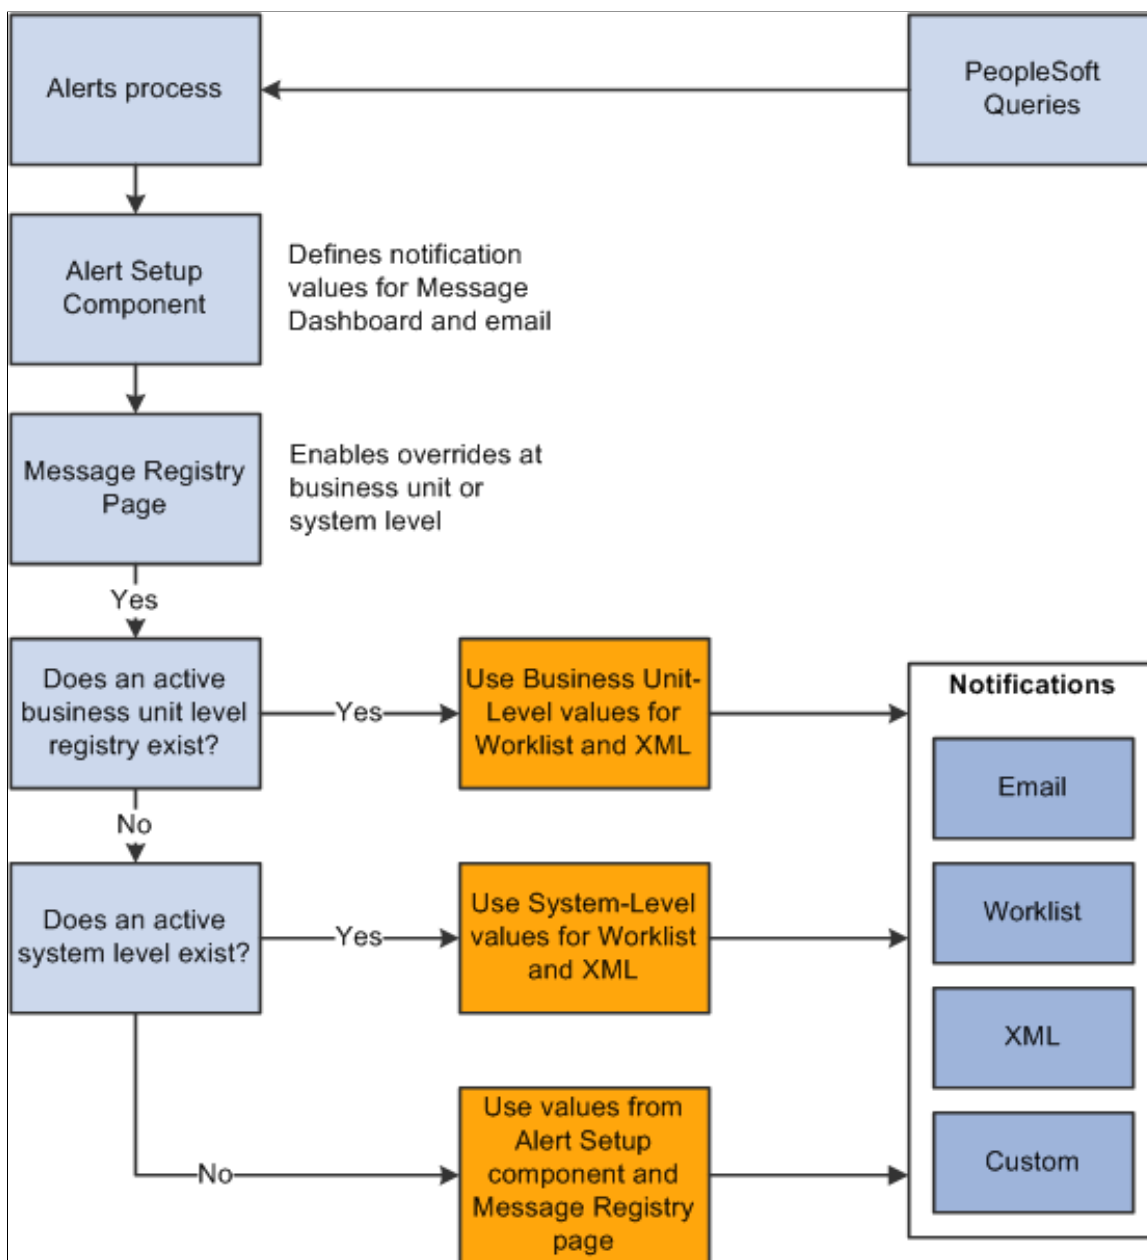 Alerts process
PeopleSoft
Queries
Alert Setup
Component
Defines notification
values for Message
Dashboard and email
Message Registry
Page
Enables overrides at
business unit or
system level
Yes
Does an active
business unit level
registry exist?
Yes
Use Business Unit-
Level values for
Worklist and XML
No
Does an active
system level exist?
Yes
Use System-Level
values for Worklist
and XML
No
Use values from
Alert Setup
component and
Message Registry
page
Notifications
Email
Worklist
XML
Custom